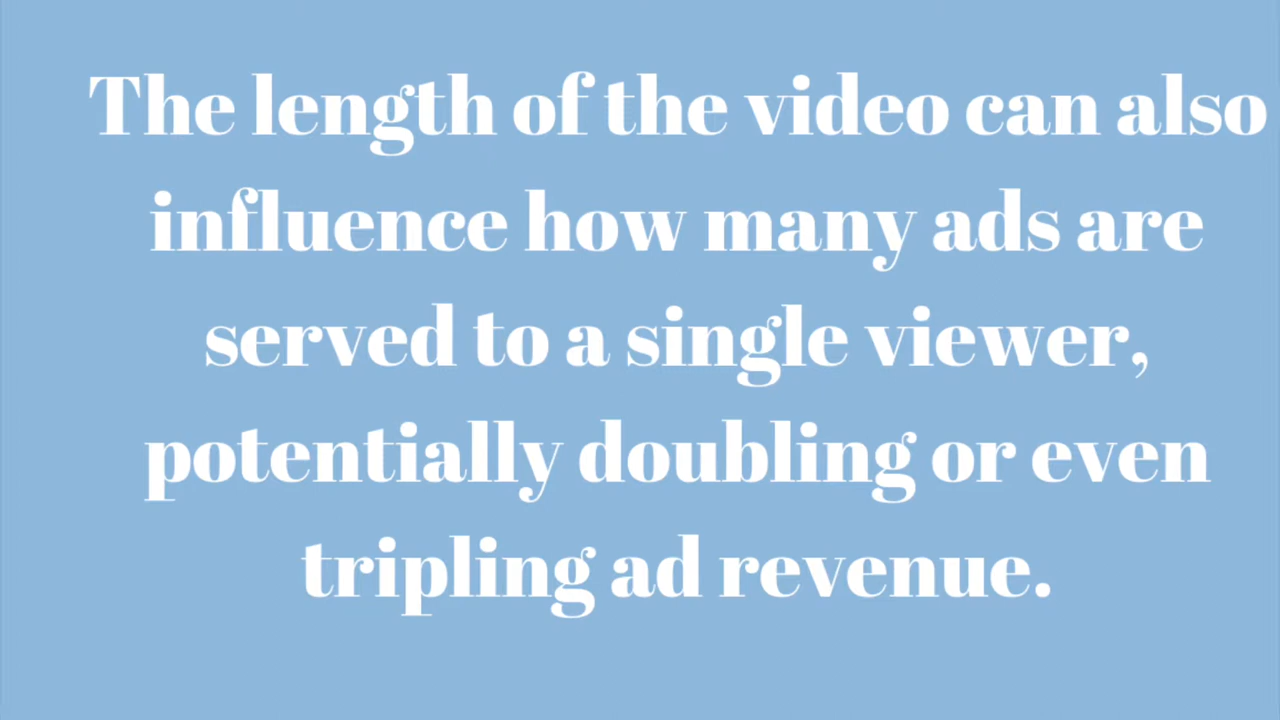 The length of the video can also
influence how many ads are
served to a single viewer,
potentially doubling or even
tripling ad revenue.